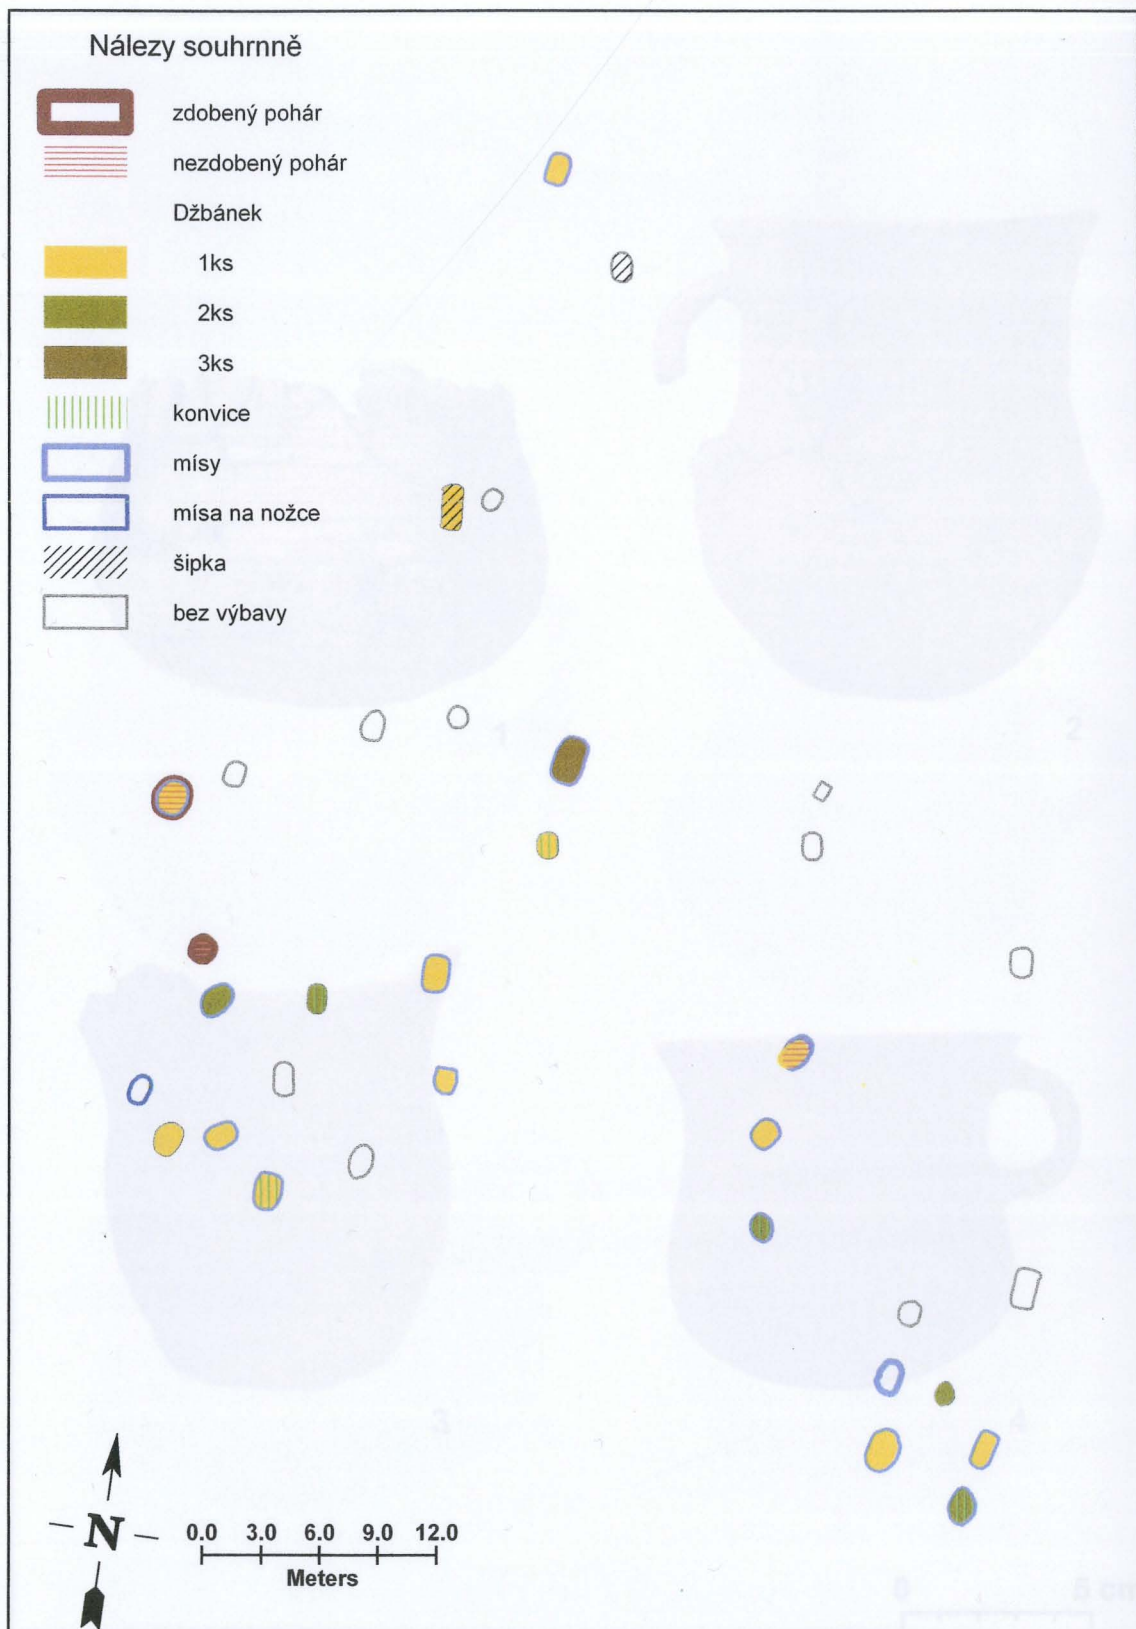 Nálezy souhrnně
zdobený pohár
nezdobený pohár
Džbánek
1ks
2ks
3ks
konvice
mísy
mísa na nožce
šipka
bez výbavy
1
2
3
4
N
0.0 3.0 6.0 9.0 12.0
Meters
0 5 cm